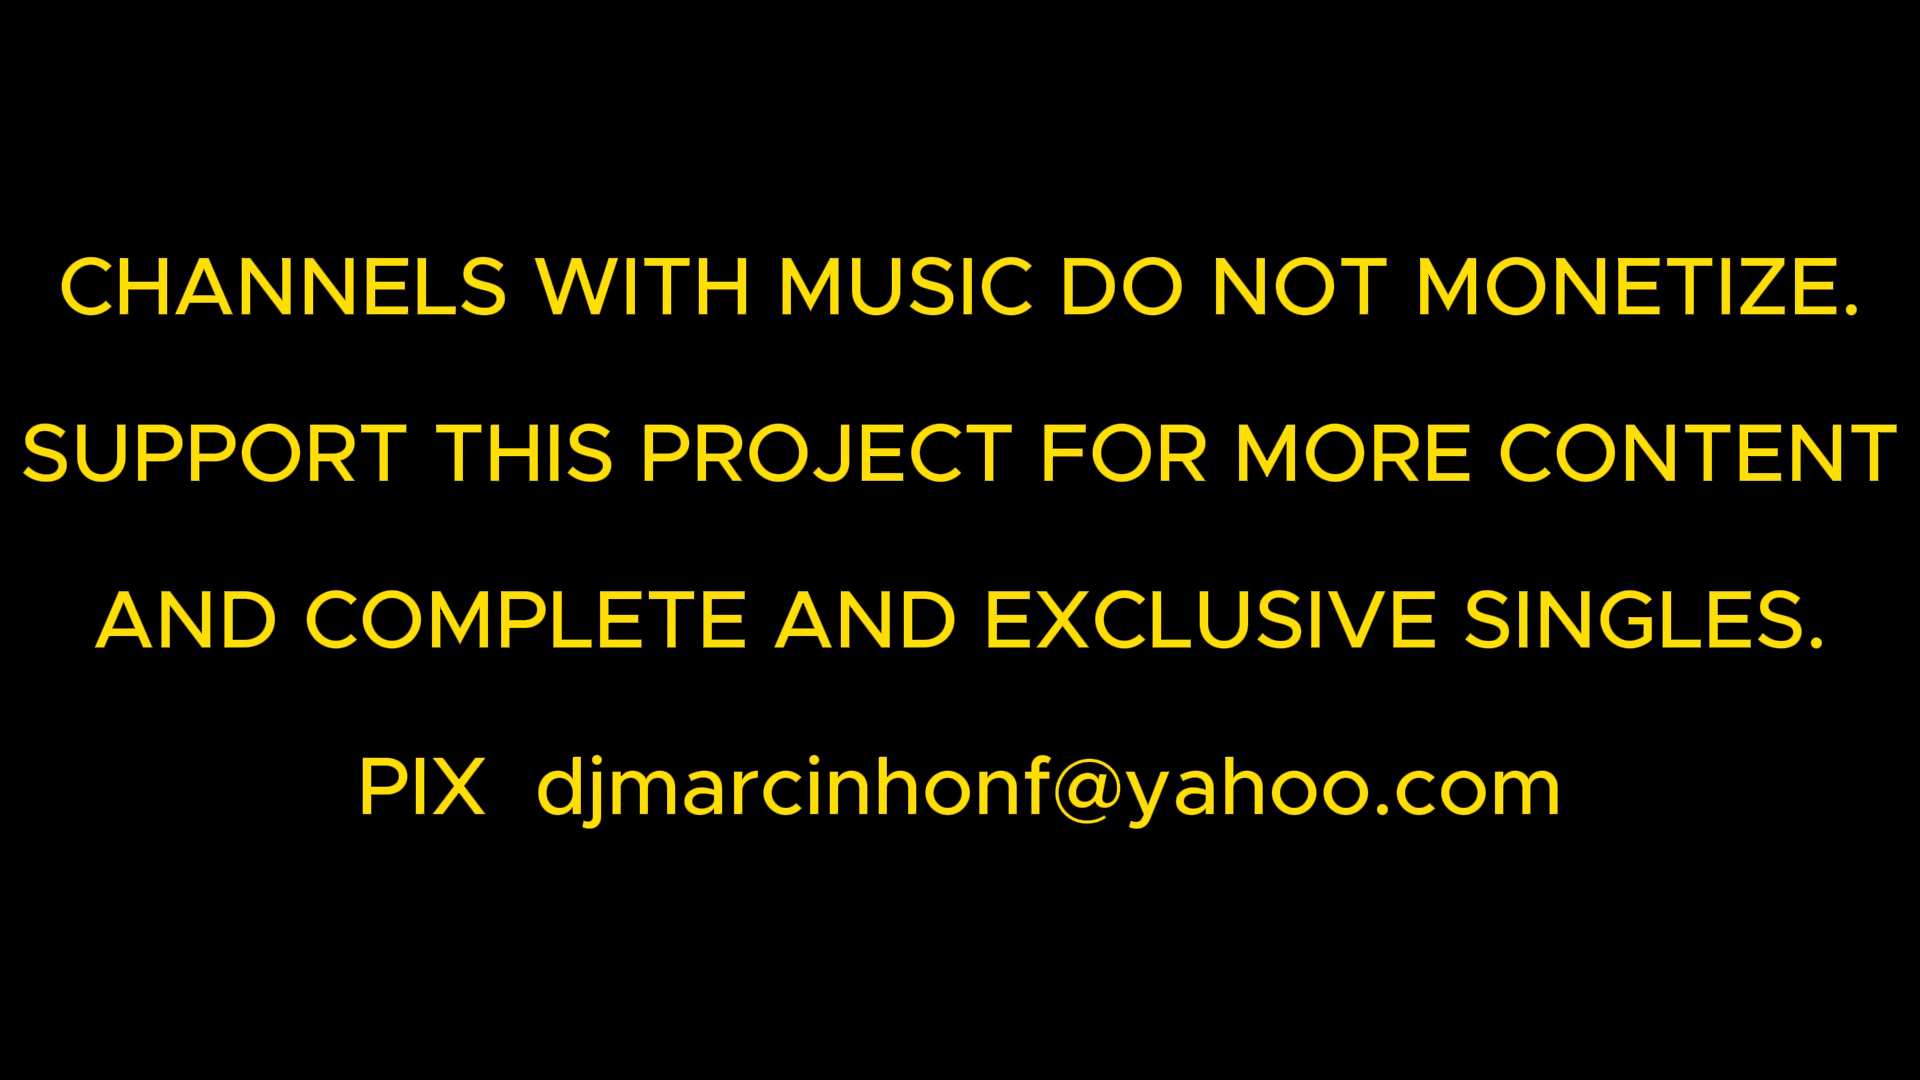 CHANNELS WITH MUSIC DO NOT MONETIZE.
SUPPORT THIS PROJECT FOR MORE CONTENT
AND COMPLETE AND EXCLUSIVE SINGLES.
PIX djmarcinhonf@yahoo.com